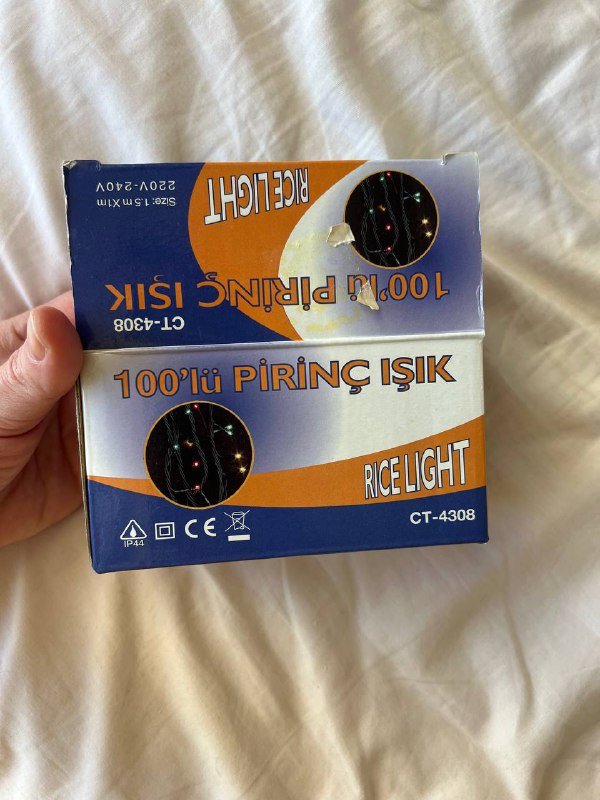 Size: 1.5mX1m
220V-240V
RICE LIGHT
100'lü PİRİNÇ IŞIK
CT-4308
100'lü PİRİNÇ IŞIK
RICE LIGHT
CT-4308
IP44
CE